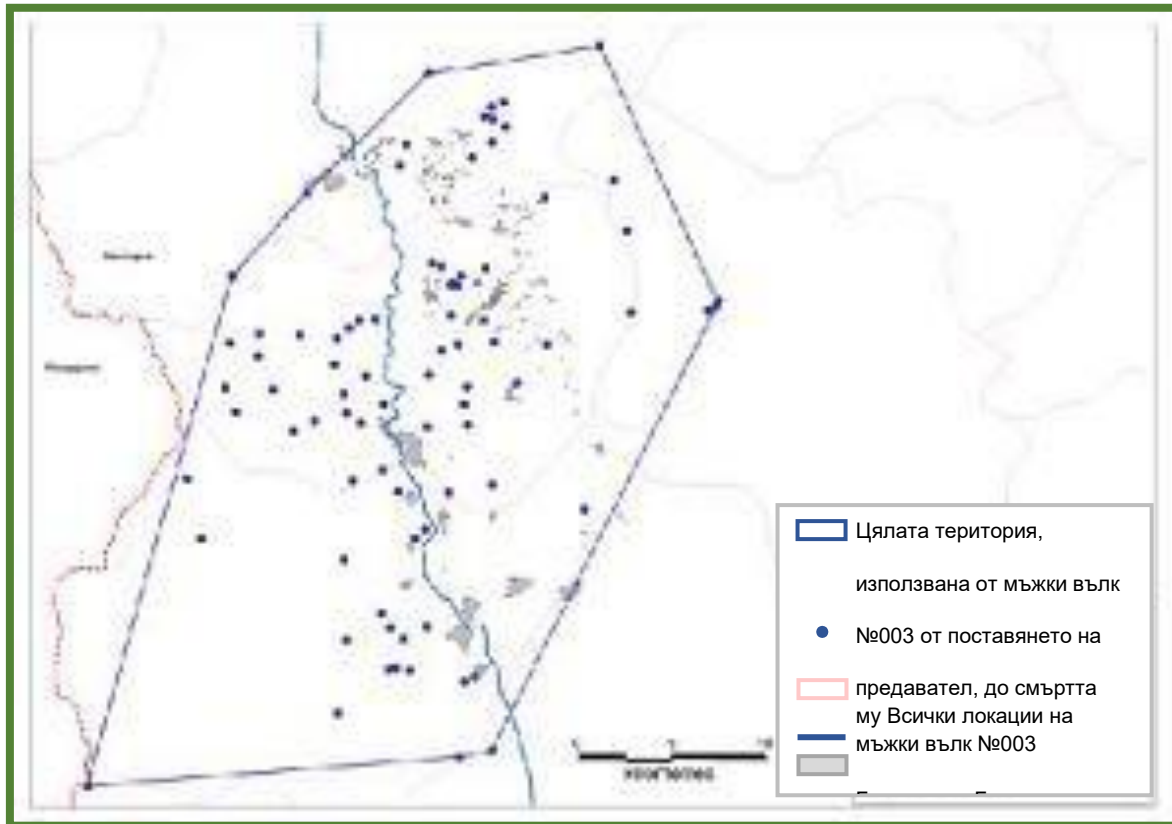 Цялата територия,
използвана от мъжки вълк
№003 от поставянето на
предавател, до смъртта
му Всички локации на
мъжки вълк №003